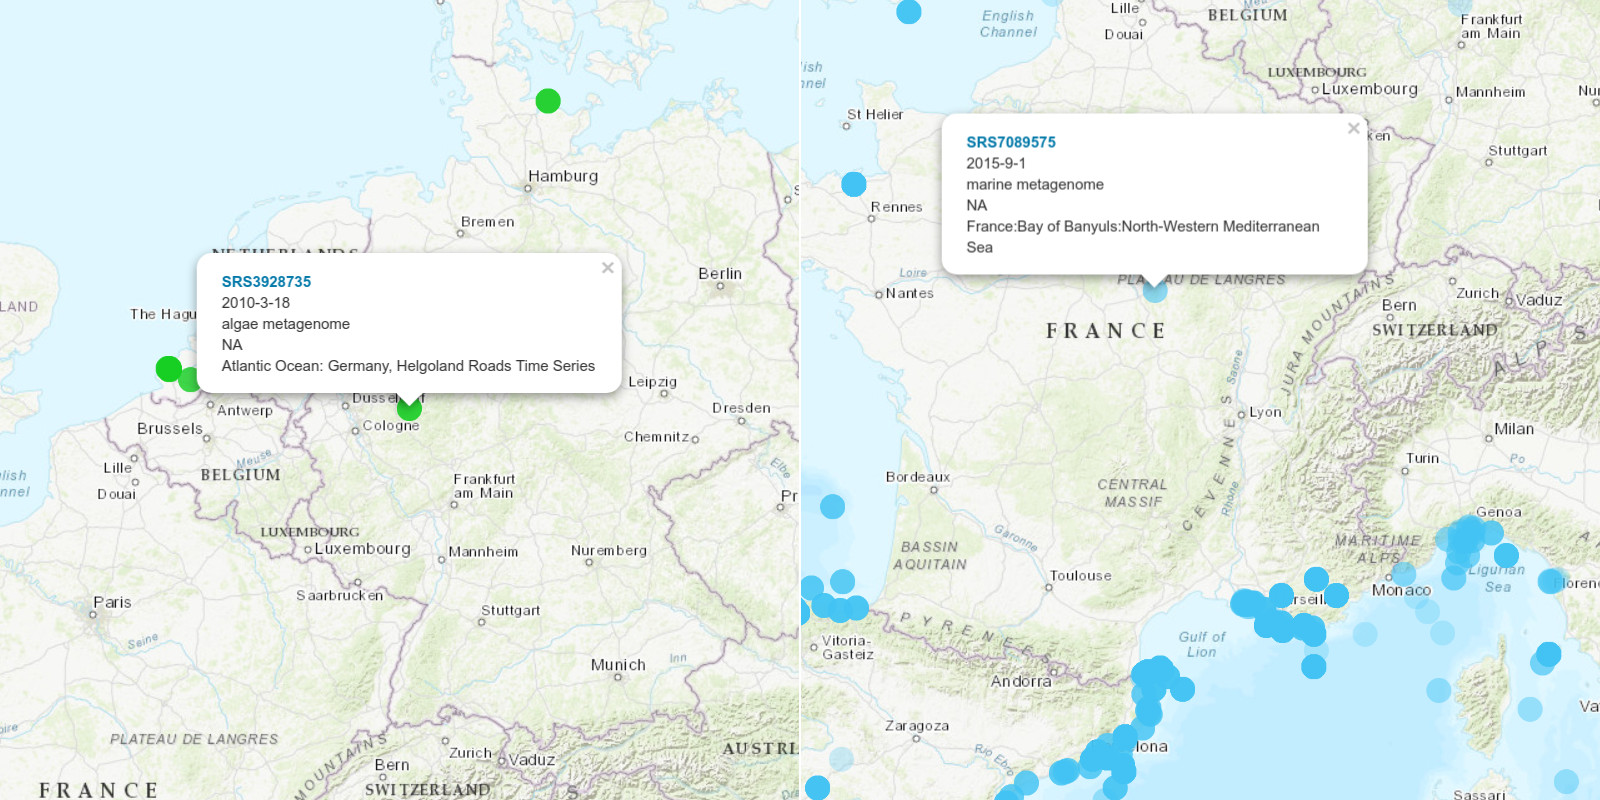 Hamburg
Bremen
NETHERLANDS
Berlin
LAND
The Hagu
×
SRS3928735
2010-3-18
algae metagenome
NA
Atlantic Ocean: Germany, Helgoland Roads Time Series
Leipzig
Antwerp
Cologne
Dresden
Brussels
Chemnitz
Lille
Douai
Meuse
BELGIUM
Elbe
lish
nnel
Frankfurt
am Main
Pr
LUXEMBOURG
Luxembourg
Mannheim
Nuremberg
Saarbrucken
Paris
Stuttgart
Seine
Munich
Inn
PLATEAU DE LANGRES
Zurich
Vaduz
AUSTRI
Bern
MOUNTAINS
FRANCE
SWITZERLAND
English
Channel
Lille
Douai
BELGIUM
Frankfurt
am Main
lish
nnel
LUXEMBOURG
Luxembourg
Mannheim
Nu
St Helier
×
ken
SRS7089575
2015-9-1
marine metagenome
NA
France:Bay of Banyuls:North-Western Mediterranean
Sea
Stuttgart
Rennes
Loire
PLATEAU DE LANGRES
Nantes
Zurich
Vaduz
Bern
FRANCE
SWITZERLAND
JURA MOUNTAINS
ALPS
Saone
Lyon
Milan
Turin
Po
Bordeaux
CENTRAL
MASSIF
CEVENNES
Rhone
Genoa
Garonne
BASSIN
AQUITAIN
MARITIME
ALPS
Toulouse
Ligurian
Sea
Floren
Monaco
PYRENEES
Vitoria-
Gasteiz
Gulf of
Lion
Andorra
Zaragoza
Rio Ebro
lona
Va
Sassari